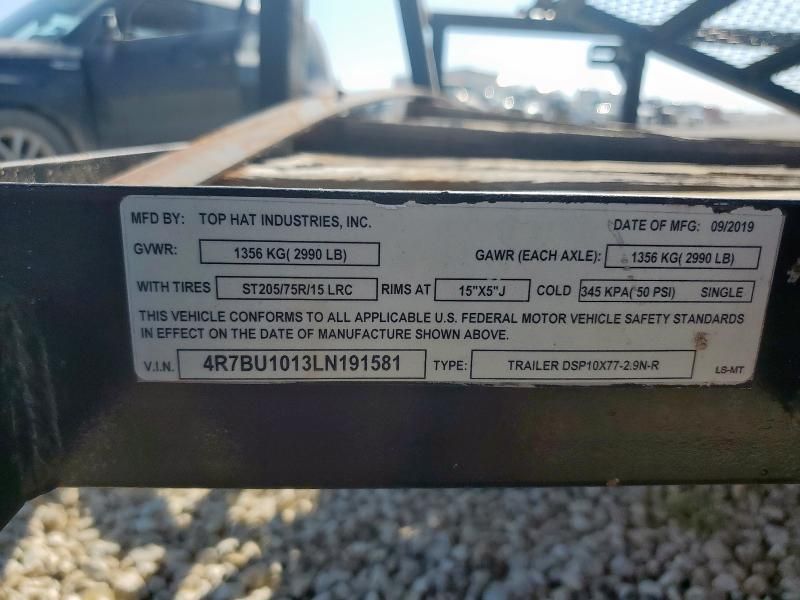 MFD BY: TOP HAT INDUSTRIES, INC. DATE OF MFG: 09/2019
GVWR: 1356 KG( 2990 LB) GAWR (EACH AXLE): 1356 KG( 2990 LB)
WITH TIRES ST205/75R/15 LRC RIMS AT 15"X5"J COLD 345 KPA( 50 PSI) SINGLE
THIS VEHICLE CONFORMS TO ALL APPLICABLE U.S. FEDERAL MOTOR VEHICLE SAFETY STANDARDS
IN EFFECT ON THE DATE OF MANUFACTURE SHOWN ABOVE.
V.I.N. 4R7BU1013LN191581 TYPE: TRAILER DSP10X77-2.9N-R LS-MT